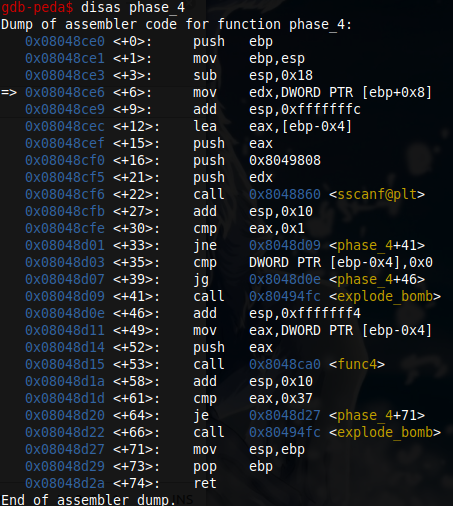 gdb-peda$ disas phase_4
Dump of assembler code for function phase_4:
   0x08048ce0 <+0>:     push   ebp
   0x08048ce1 <+1>:     mov    ebp,esp
   0x08048ce3 <+3>:     sub    esp,0x18
=> 0x08048ce6 <+6>:     mov    edx,DWORD PTR [ebp+0x8]
   0x08048ce9 <+9>:     add    esp,0xfffffffc
   0x08048cec <+12>:    lea    eax,[ebp-0x4]
   0x08048cef <+15>:    push   eax
   0x08048cf0 <+16>:    push   0x8049808
   0x08048cf5 <+21>:    push   edx
   0x08048cf6 <+22>:    call   0x8048860 <sscanf@plt>
   0x08048cfb <+27>:    add    esp,0x10
   0x08048cfe <+30>:    cmp    eax,0x1
   0x08048d01 <+33>:    jne    0x8048d09 <phase_4+41>
   0x08048d03 <+35>:    cmp    DWORD PTR [ebp-0x4],0x0
   0x08048d07 <+39>:    jg     0x8048d0e <phase_4+46>
   0x08048d09 <+41>:    call   0x80494fc <explode_bomb>
   0x08048d0e <+46>:    add    esp,0xfffffff4
   0x08048d11 <+49>:    mov    eax,DWORD PTR [ebp-0x4]
   0x08048d14 <+52>:    push   eax
   0x08048d15 <+53>:    call   0x8048ca0 <func4>
   0x08048d1a <+58>:    add    esp,0x10
   0x08048d1d <+61>:    cmp    eax,0x37
   0x08048d20 <+64>:    je     0x8048d27 <phase_4+71>
   0x08048d22 <+66>:    call   0x80494fc <explode_bomb>
   0x08048d27 <+71>:    mov    esp,ebp
   0x08048d29 <+73>:    pop    ebp
   0x08048d2a <+74>:    ret
End of assembler dump.